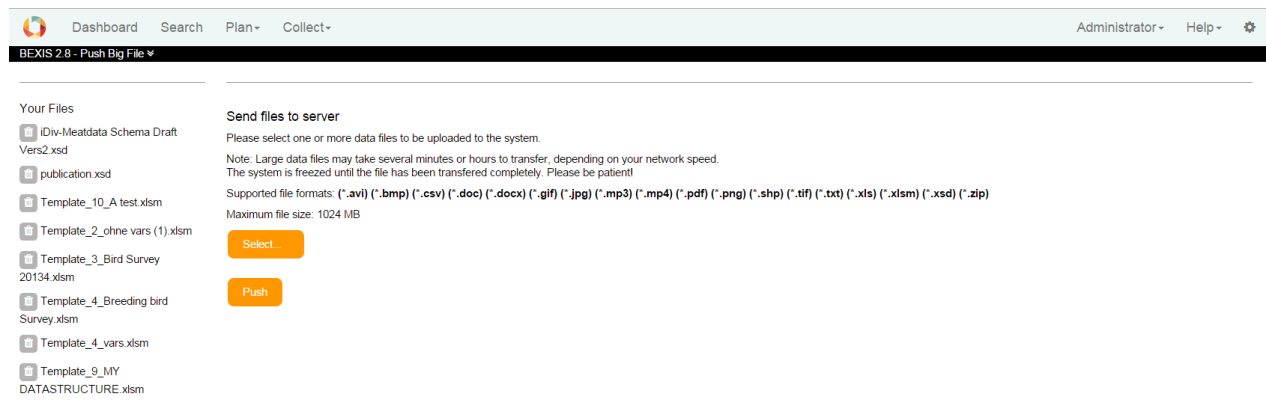 Dashboard Search Plan Collect Administrator Help
BEXIS 2.8 - Push Big File
Your Files
iDiv-Meatdata Schema Draft
Vers2.xsd
publication.xsd
Template_10_A test.xlsm
Template_2_ohne vars (1).xlsm
Template_3_Bird Survey
20134.xlsm
Template_4_Breeding bird
Survey.xlsm
Template_4_vars.xlsm
Template_9_MY
DATASTRUCTURE.xlsm
Send files to server
Please select one or more data files to be uploaded to the system.
Note: Large data files may take several minutes or hours to transfer, depending on your network speed.
The system is freezed until the file has been transfered completely. Please be patient!
Supported file formats: (*.avi) (*.bmp) (*.csv) (*.doc) (*.docx) (*.gif) (*.jpg) (*.mp3) (*.mp4) (*.pdf) (*.png) (*.shp) (*.tif) (*.txt) (*.xls) (*.xlsm) (*.xsd) (*.zip)
Maximum file size: 1024 MB
Select...
Push